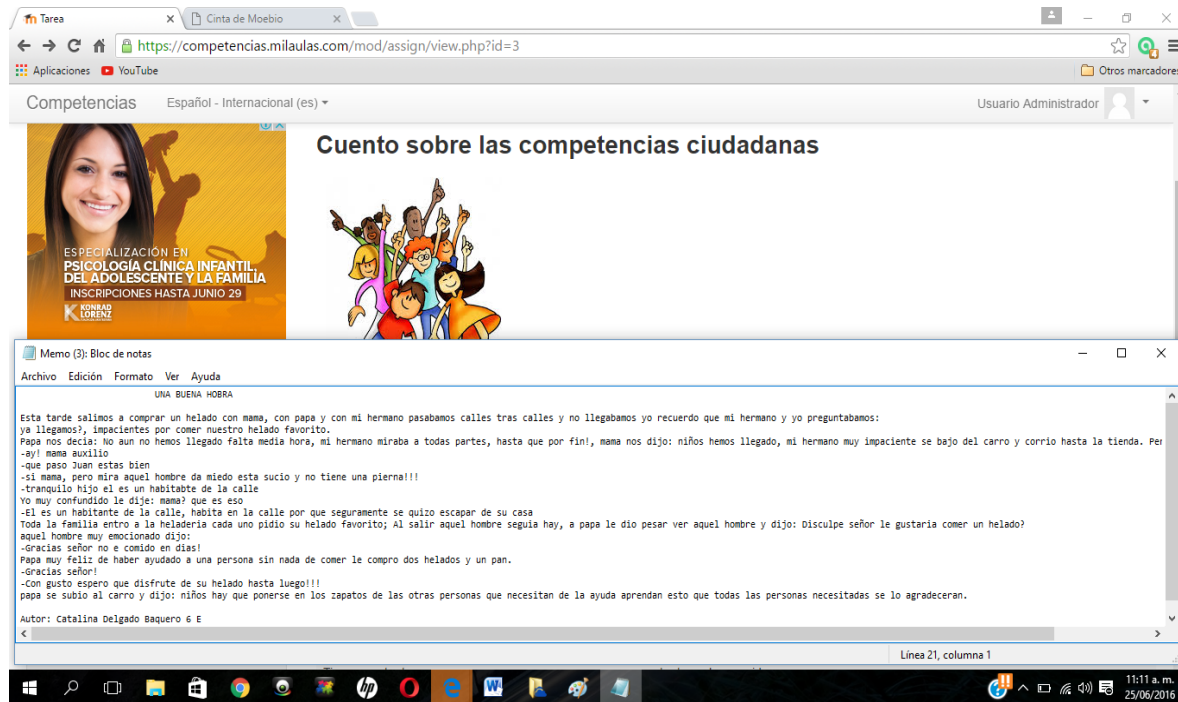 Tarea
Cinta de Moebio
https://competencias.milaulas.com/mod/assign/view.php?id=3
Aplicaciones YouTube Otros marcadores
Competencias Español - Internacional (es) Usuario Administrador
Cuento sobre las competencias ciudadanas
ESPECIALIZACIÓN EN
PSICOLOGÍA CLÍNICA INFANTIL,
DEL ADOLESCENTE Y LA FAMILIA
INSCRIPCIONES HASTA JUNIO 29
KONRAD
LORENZ
Memo (3): Bloc de notas
Archivo Edición Formato Ver Ayuda
UNA BUENA HOBRA
Esta tarde salimos a comprar un helado con mama, con papa y con mi hermano pasabamos calles tras calles y no llegabamos yo recuerdo que mi hermano y yo preguntabamos:
ya llegamos?, impacientes por comer nuestro helado favorito.
Papa nos decia: No aun no hemos llegado falta media hora, mi hermano miraba a todas partes, hasta que por fin!, mama nos dijo: niños hemos llegado, mi hermano muy impaciente se bajo del carro y corrio hasta la tienda. Per
-ay! mama auxilio
-que paso Juan estas bien
-si mama, pero mira aquel hombre da miedo esta sucio y no tiene una pierna!!!
-tranquilo hijo el es un habitabte de la calle
Yo muy confundido le dije: mama? que es eso
-El es un habitante de la calle, habita en la calle por que seguramente se quizo escapar de su casa
Toda la familia entro a la heladeria cada uno pidio su helado favorito; Al salir aquel hombre seguia hay, a papa le dio pesar ver aquel hombre y dijo: Disculpe señor le gustaria comer un helado?
aquel hombre muy emocionado dijo:
-Gracias señor no e comido en dias!
Papa muy feliz de haber ayudado a una persona sin nada de comer le compro dos helados y un pan.
-Gracias señor!
-Con gusto espero que disfrute de su helado hasta luego!!!
papa se subio al carro y dijo: niños hay que ponerse en los zapatos de las otras personas que necesitan de la ayuda aprendan esto que todas las personas necesitadas se lo agradeceran.
Autor: Catalina Delgado Baquero 6 E
Línea 21, columna 1
11:11 a. m.
25/06/2016